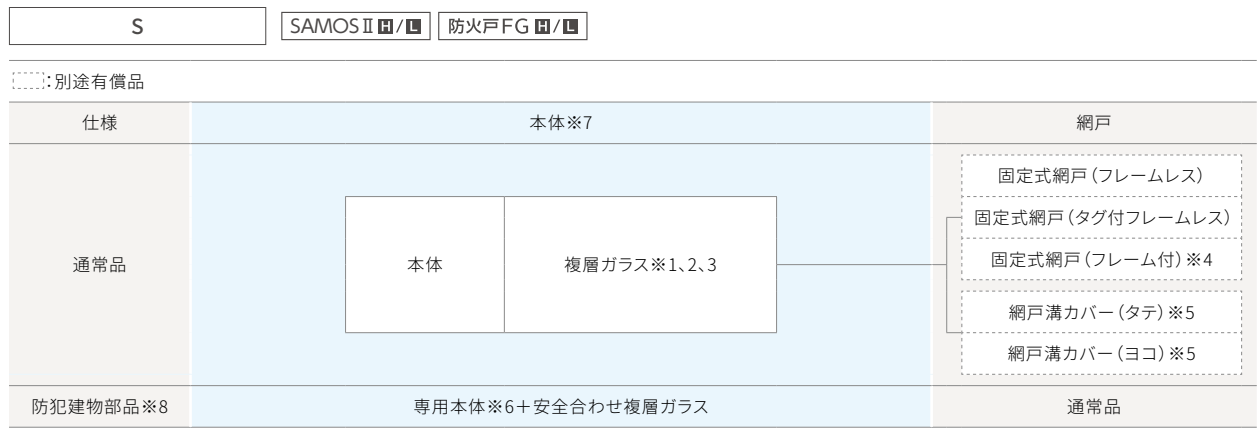 S SAMOSⅡ H/L 防火戸FG H/L
:別途有償品
仕様 本体※7 網戸
固定式網戸(フレームレス)
固定式網戸(タグ付フレームレス)
通常品 本体 複層ガラス※1、2、3 固定式網戸(フレーム付)※4
網戸溝カバー(タテ)※5
網戸溝カバー(ヨコ)※5
防犯建物部品※8 専用本体※6+安全合わせ複層ガラス 通常品